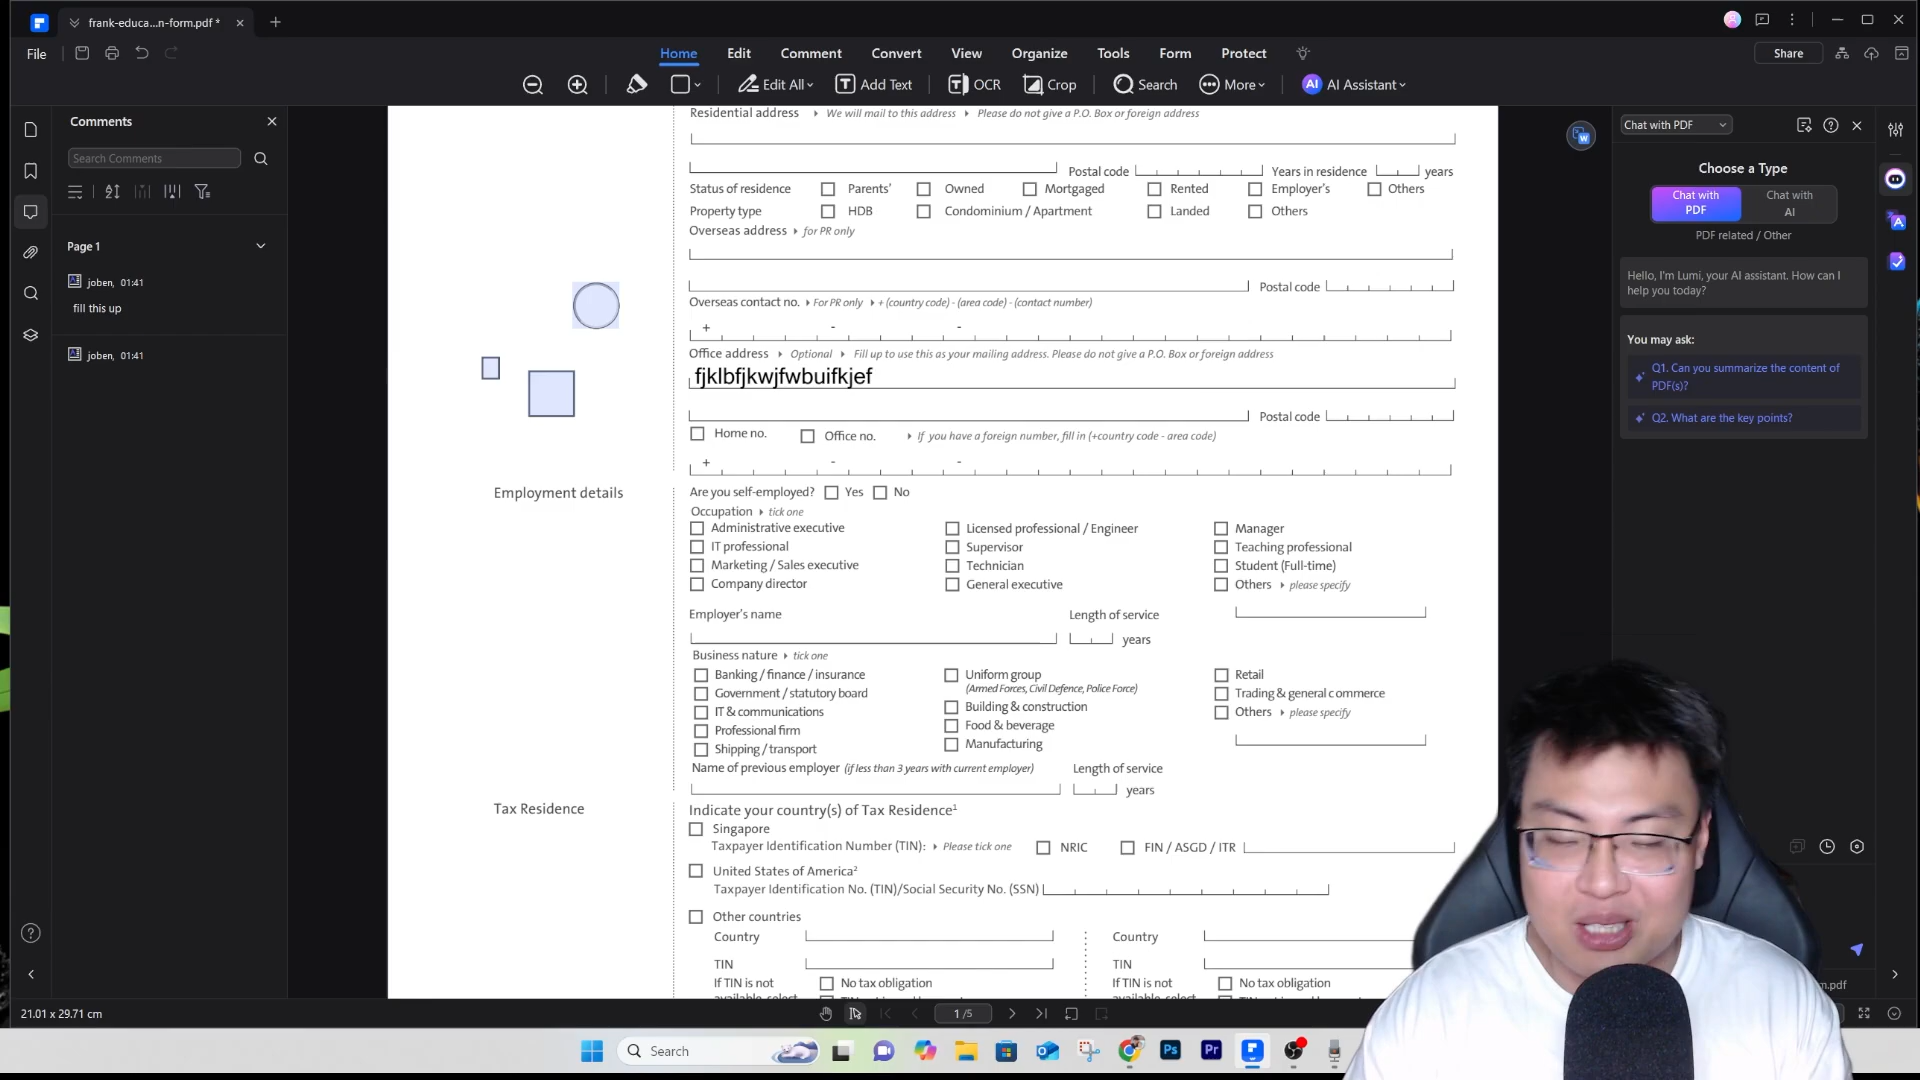 frank-educa...n-form.pdf *
File
Home
Edit
Comment
Convert
View
Organize
Tools
Form
Protect
Share
Edit All
Add Text
OCR
Crop
Search
More
AI Assistant
Comments
Search Comments
Page 1
joben, 01:41
fill this up
joben, 01:41
Residential address We will mail to this address Please do not give a P.O. Box or foreign address
Postal code Years in residence years
Status of residence Parents' Owned Mortgaged Rented Employer's Others
Property type HDB Condominium / Apartment Landed Others
Overseas address for PR only
Postal code
Overseas contact no. For PR only + (country code) - (area code) - (contact number)
+ - -
Office address Optional Fill up to use this as your mailing address. Please do not give a P.O. Box or foreign address
fjklbfjkwjfwbuifkjef
Postal code
Home no. Office no. If you have a foreign number, fill in (+country code - area code)
+ - -
Employment details
Are you self-employed? Yes No
Occupation tick one
Administrative executive Licensed professional / Engineer Manager
IT professional Supervisor Teaching professional
Marketing / Sales executive Technician Student (Full-time)
Company director General executive Others please specify
Employer's name Length of service
years
Business nature tick one
Banking / finance / insurance Uniform group Retail
(Armed Forces, Civil Defence, Police Force)
Government / statutory board Trading & general c ommerce
IT & communications Building & construction Others please specify
Professional firm Food & beverage
Shipping / transport Manufacturing
Name of previous employer (if less than 3 years with current employer) Length of service
years
Tax Residence
Indicate your country(s) of Tax Residence¹
Singapore
Taxpayer Identification Number (TIN): Please tick one NRIC FIN / ASGD / ITR
United States of America²
Taxpayer Identification No. (TIN)/Social Security No. (SSN)
Other countries
Country Country
TIN TIN
If TIN is not No tax obligation If TIN is not No tax obligation
Chat with PDF
Choose a Type
Chat with PDF
Chat with AI
PDF related / Other
Hello, I'm Lumi, your AI assistant. How can I
help you today?
You may ask:
Q1. Can you summarize the content of
PDF(s)?
Q2. What are the key points?
m.pdf
21.01 x 29.71 cm
1 /5
Search
Ps
Pr